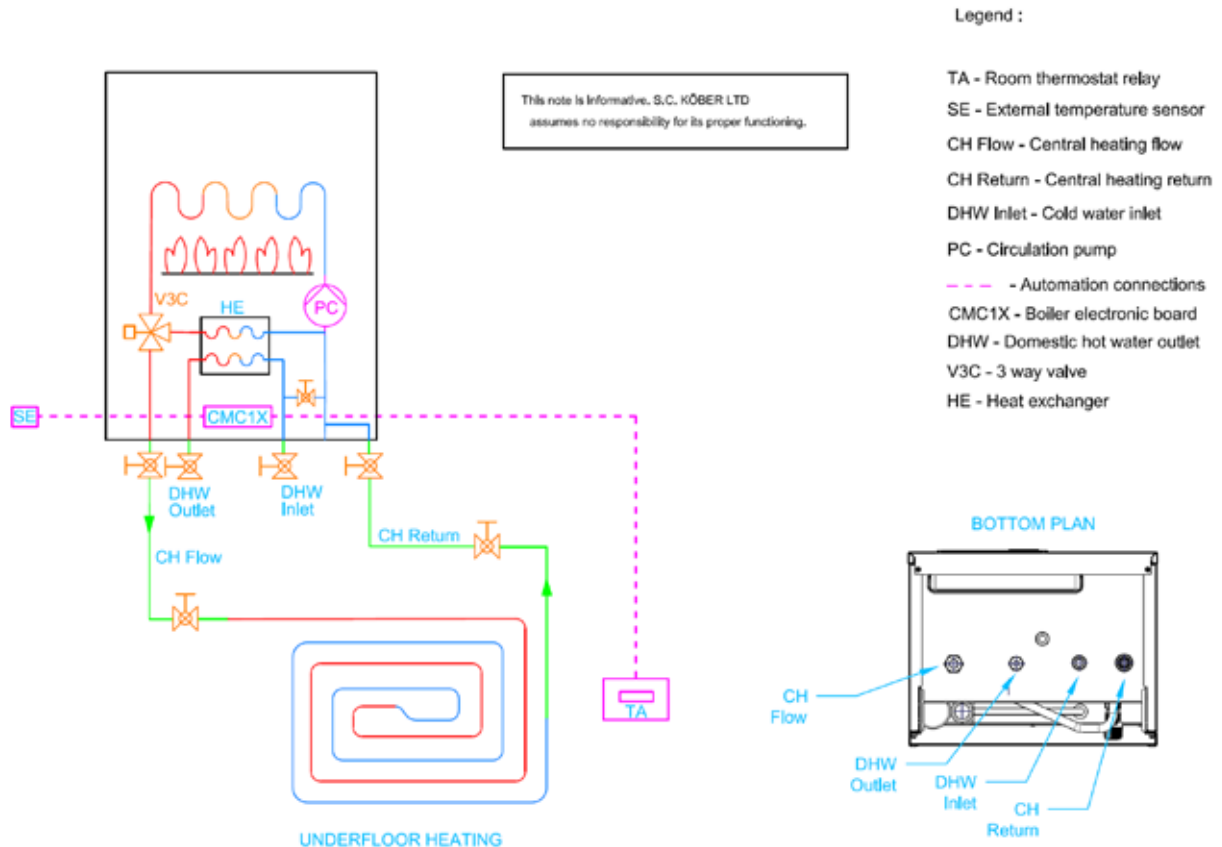 Legend :
TA - Room thermostat relay
SE - External temperature sensor
CH Flow - Central heating flow
CH Return - Central heating return
DHW Inlet - Cold water inlet
PC - Circulation pump
- Automation connections
CMC1X - Boiler electronic board
DHW - Domestic hot water outlet
V3C - 3 way valve
HE - Heat exchanger
This note is informative. S.C. KÖBER LTD
assumes no responsibility for its proper functioning.
V3C
HE
PC
SE
CMC1X
DHW
Outlet
DHW
Inlet
CH Flow
CH Return
TA
UNDERFLOOR HEATING
BOTTOM PLAN
CH
Flow
DHW
Outlet
DHW
Inlet
CH
Return